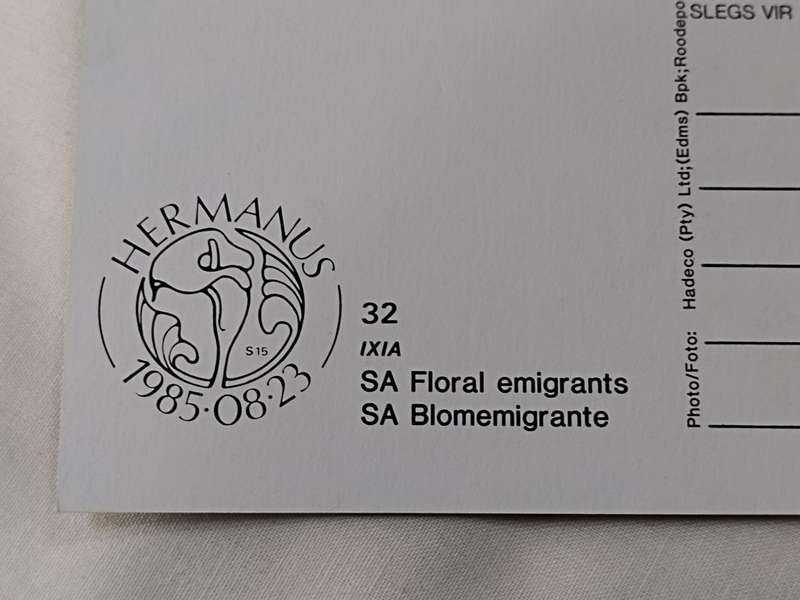 SLEGS VIR
Photo/Foto: Hadeco (Pty) Ltd;(Edms) Bpk;Roodepo
HERMANUS
S 15
1985·08·23
32
IXIA
SA Floral emigrants
SA Blomemigrante